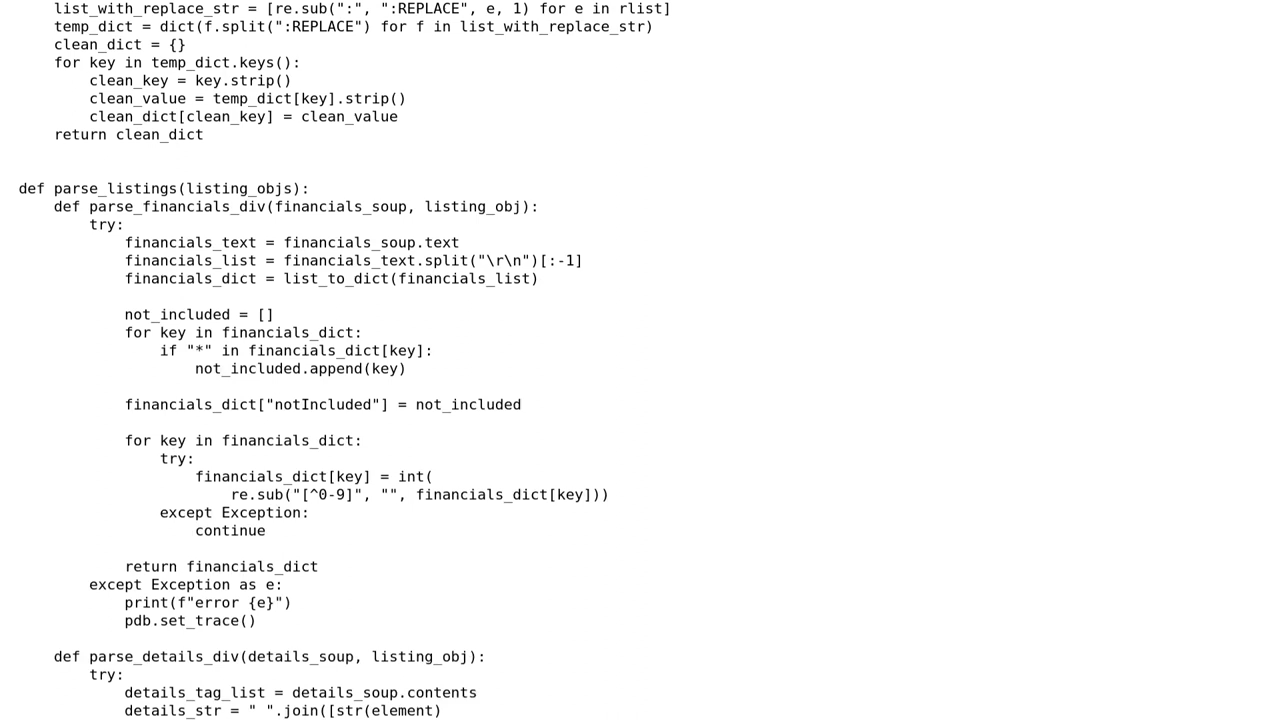 list_with_replace_str = [re.sub(":", ":REPLACE", e, 1) for e in rlist]
    temp_dict = dict(f.split(":REPLACE") for f in list_with_replace_str)
    clean_dict = {}
    for key in temp_dict.keys():
        clean_key = key.strip()
        clean_value = temp_dict[key].strip()
        clean_dict[clean_key] = clean_value
    return clean_dict


def parse_listings(listing_objs):
    def parse_financials_div(financials_soup, listing_obj):
        try:
            financials_text = financials_soup.text
            financials_list = financials_text.split("\r\n")[:-1]
            financials_dict = list_to_dict(financials_list)

            not_included = []
            for key in financials_dict:
                if "*" in financials_dict[key]:
                    not_included.append(key)

            financials_dict["notIncluded"] = not_included

            for key in financials_dict:
                try:
                    financials_dict[key] = int(
                        re.sub("[^0-9]", "", financials_dict[key]))
                except Exception:
                    continue

            return financials_dict
        except Exception as e:
            print(f"error {e}")
            pdb.set_trace()

    def parse_details_div(details_soup, listing_obj):
        try:
            details_tag_list = details_soup.contents
            details_str = " ".join([str(element)